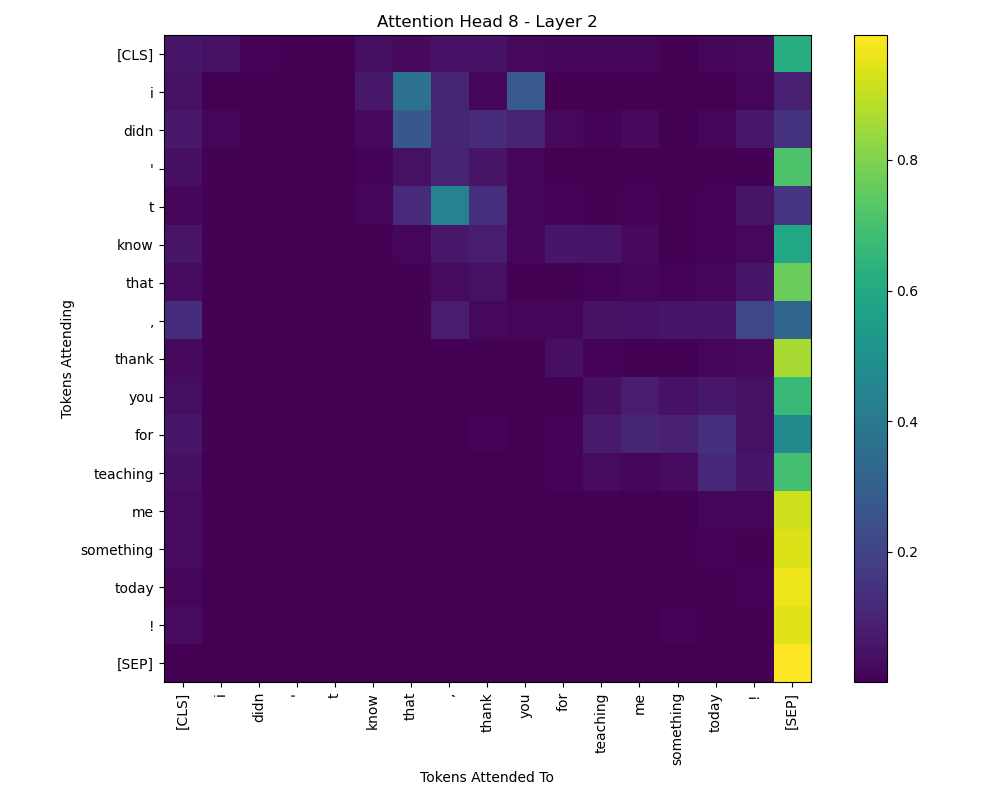 Attention Head 8 - Layer 2
Tokens Attending
[CLS]
i
didn
'
t
know
that
,
thank
you
for
teaching
me
something
today
!
[SEP]
[CLS]
i
didn
'
t
know
that
,
thank
you
for
teaching
me
something
today
!
[SEP]
Tokens Attended To
0.8
0.6
0.4
0.2